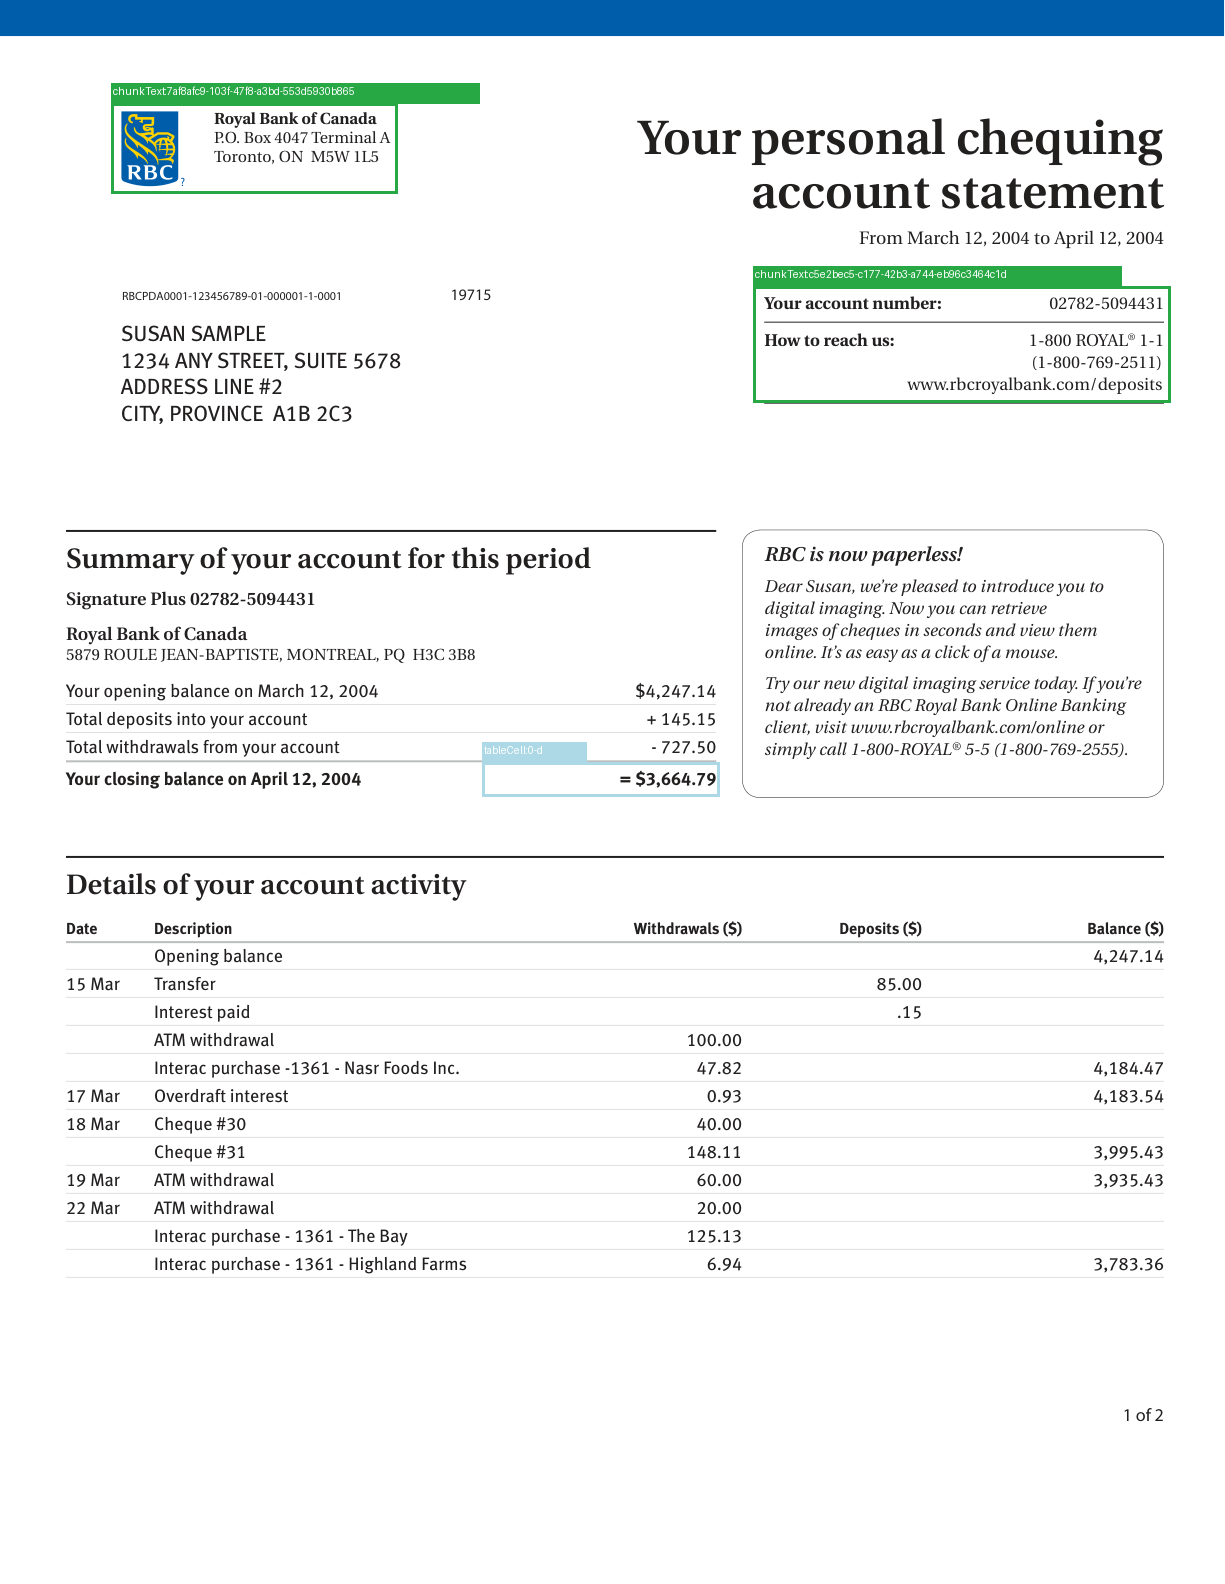 chunkText:7af8afc9-103f-47f8-a3bd-553d5930b865
RBC
?
Royal Bank of Canada
P.O. Box 4047 Terminal A
Toronto, ON  M5W 1L5
Your personal chequing
account statement
From March 12, 2004 to April 12, 2004
chunkText:c5e2bec5-c177-42b3-a744-eb96c3464c1d
Your account number: 02782-5094431
How to reach us: 1-800 ROYAL® 1-1
(1-800-769-2511)
www.rbcroyalbank.com/deposits
RBCPDA0001-123456789-01-000001-1-0001 19715
SUSAN SAMPLE
1234 ANY STREET, SUITE 5678
ADDRESS LINE #2
CITY, PROVINCE  A1B 2C3
Summary of your account for this period
Signature Plus 02782-5094431
Royal Bank of Canada
5879 ROULE JEAN-BAPTISTE, MONTREAL, PQ  H3C 3B8
Your opening balance on March 12, 2004 $4,247.14
Total deposits into your account + 145.15
Total withdrawals from your account - 727.50
tableCell:0-d
Your closing balance on April 12, 2004 = $3,664.79
RBC is now paperless!
Dear Susan, we're pleased to introduce you to
digital imaging. Now you can retrieve
images of cheques in seconds and view them
online. It's as easy as a click of a mouse.
Try our new digital imaging service today. If you're
not already an RBC Royal Bank Online Banking
client, visit www.rbcroyalbank.com/online or
simply call 1-800-ROYAL® 5-5 (1-800-769-2555).
Details of your account activity
Date Description Withdrawals ($) Deposits ($) Balance ($)
Opening balance 4,247.14
15 Mar Transfer 85.00
Interest paid .15
ATM withdrawal 100.00
Interac purchase -1361 - Nasr Foods Inc. 47.82 4,184.47
17 Mar Overdraft interest 0.93 4,183.54
18 Mar Cheque #30 40.00
Cheque #31 148.11 3,995.43
19 Mar ATM withdrawal 60.00 3,935.43
22 Mar ATM withdrawal 20.00
Interac purchase - 1361 - The Bay 125.13
Interac purchase - 1361 - Highland Farms 6.94 3,783.36
1 of 2